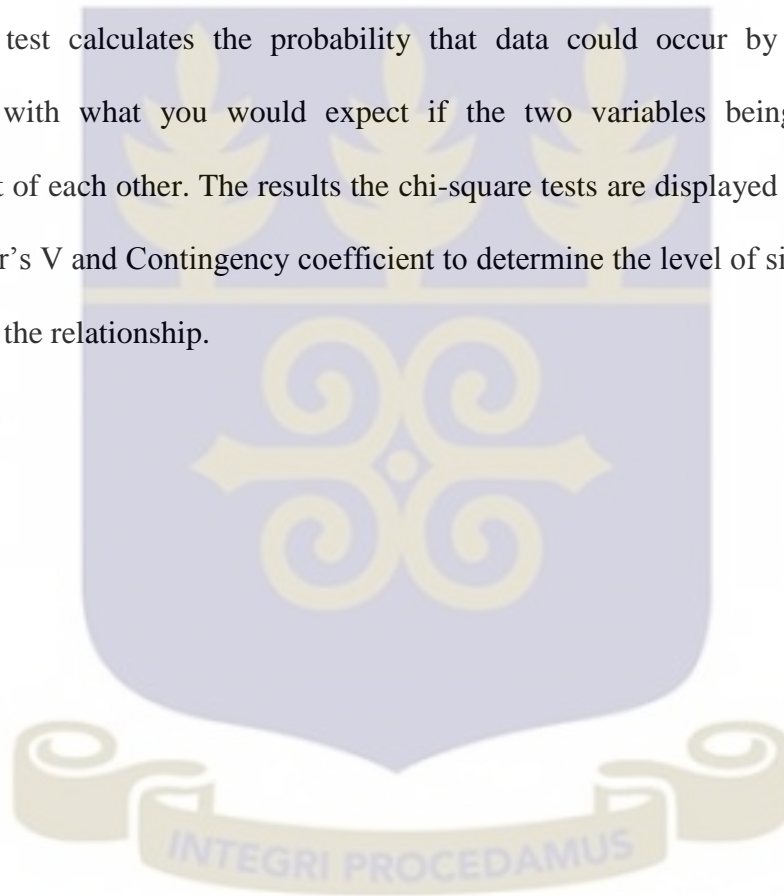 test calculates the probability that data could occur by
with what you would expect if the two variables being
of each other. The results the chi-square tests are displayed
V and Contingency coefficient to determine the level of
the relationship.
INTEGRI PROCEDAMUS